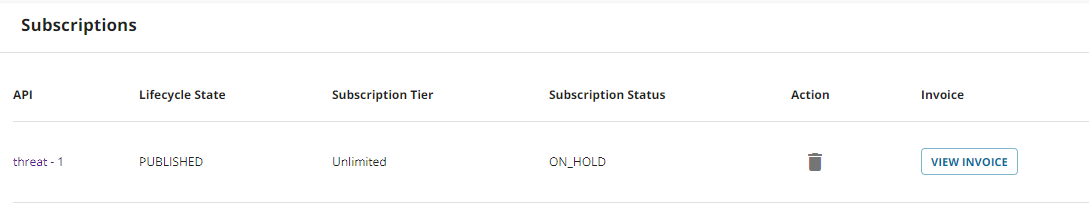 Subscriptions
API Lifecycle State Subscription Tier Subscription Status Action Invoice
threat - 1 PUBLISHED Unlimited ON_HOLD VIEW INVOICE